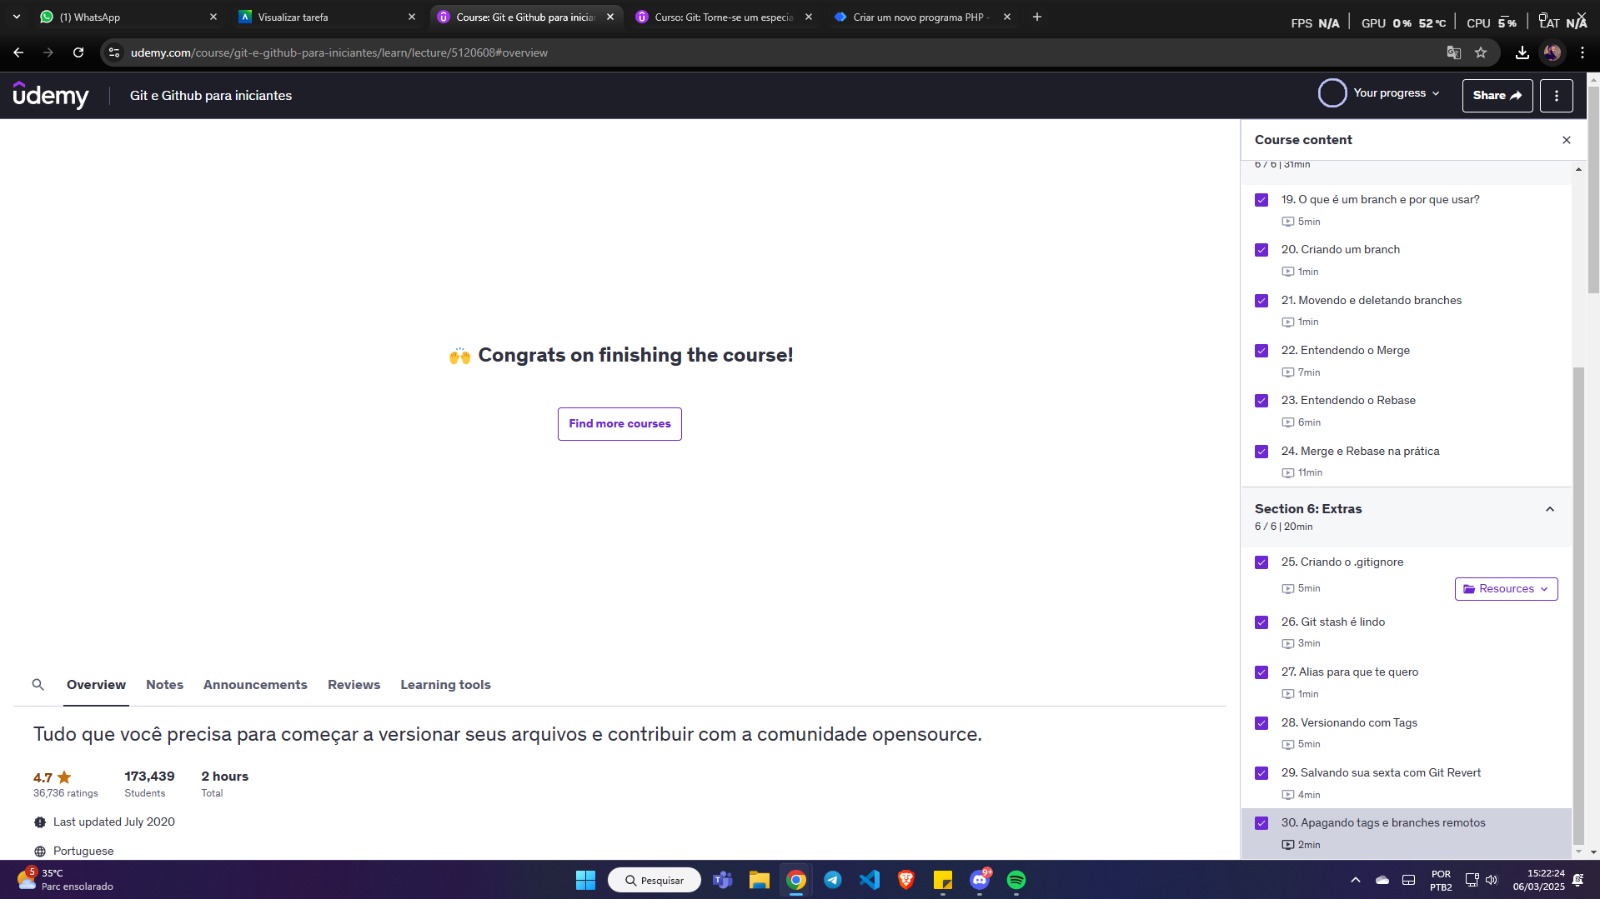 (1) WhatsApp
Visualizar tarefa
Course: Git e Github para inicia
Curso: Git: Torne-se um especia
Criar um novo programa PHP -
FPS N/A | GPU 0% 52°C | CPU 5% | LAT N/A
udemy.com/course/git-e-github-para-iniciantes/learn/lecture/5120608#overview
udemy
Git e Github para iniciantes
Your progress
Share
Course content
6 / 6 | 31min
19. O que é um branch e por que usar?
5min
20. Criando um branch
1min
21. Movendo e deletando branches
1min
22. Entendendo o Merge
7min
23. Entendendo o Rebase
6min
24. Merge e Rebase na prática
11min
Section 6: Extras
6 / 6 | 20min
25. Criando o .gitignore
5min
Resources
26. Git stash é lindo
3min
27. Alias para que te quero
1min
28. Versionando com Tags
5min
29. Salvando sua sexta com Git Revert
4min
30. Apagando tags e branches remotos
2min
🙌 Congrats on finishing the course!
Find more courses
Overview Notes Announcements Reviews Learning tools
Tudo que você precisa para começar a versionar seus arquivos e contribuir com a comunidade opensource.
4.7 ★ 173,439 2 hours
36,736 ratings Students Total
Last updated July 2020
Portuguese
5
35°C
Parc ensolarado
Pesquisar
9+
POR
PTB2
15:22:24
06/03/2025